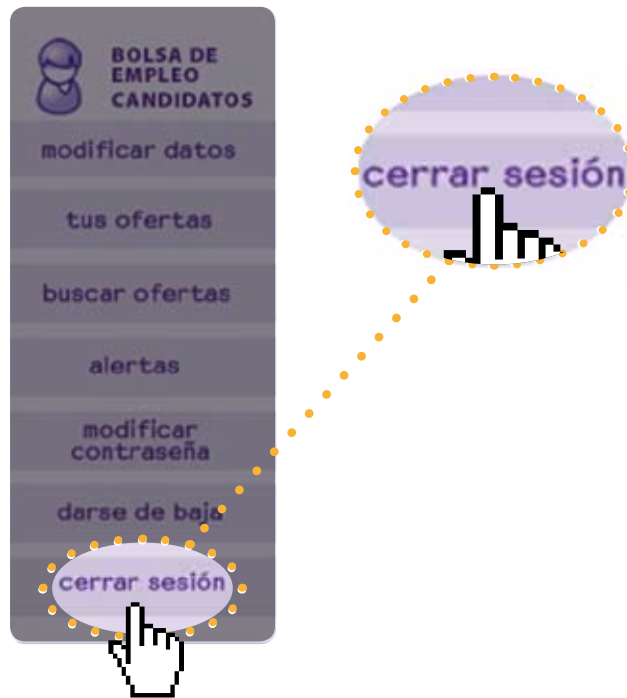 BOLSA DE
EMPLEO
CANDIDATOS
modificar datos
tus ofertas
buscar ofertas
alertas
modificar
contraseña
darse de baja
cerrar sesión
cerrar sesión